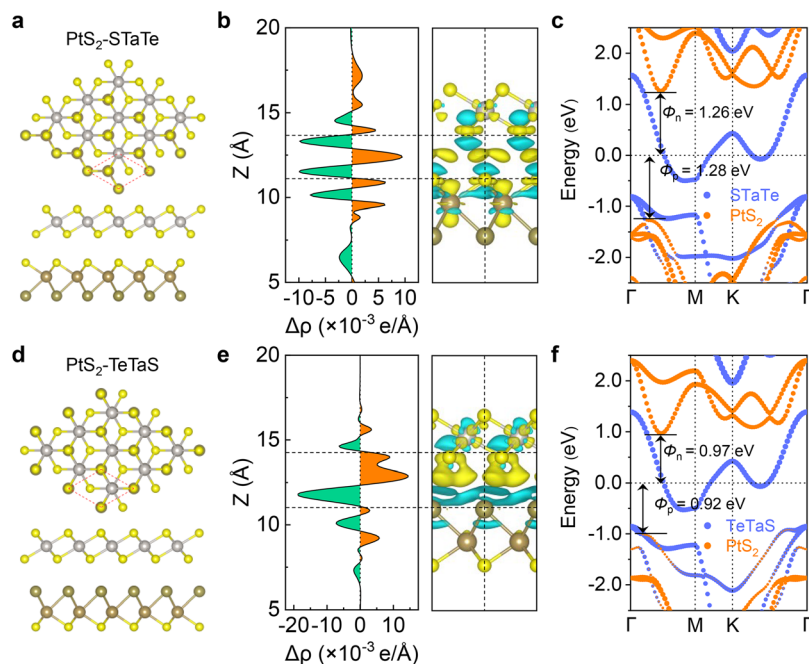 a
PtS₂-STaTe
b
20
15
10
5
Z (Å)
-10 -5 0 5 10
Δρ (×10⁻³ e/Å)
c
2.0
1.0
0.0
-1.0
-2.0
Energy (eV)
Φn = 1.26 eV
Φp = 1.28 eV
STaTe
PtS₂
Γ M K Γ
d
PtS₂-TeTaS
e
20
15
10
5
Z (Å)
-20 -10 0 10
Δρ (×10⁻³ e/Å)
f
2.0
1.0
0.0
-1.0
-2.0
Energy (eV)
Φn = 0.97 eV
Φp = 0.92 eV
TeTaS
PtS₂
Γ M K Γ